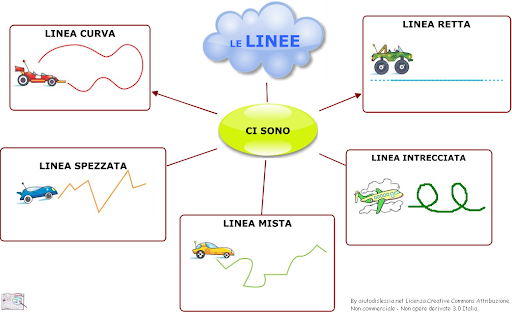 LE LINEE
LINEA CURVA
LINEA RETTA
CI SONO
LINEA SPEZZATA
LINEA INTRECCIATA
LINEA MISTA
By aiutodislessia.net Licenza Creative Commons Attribuzione
Non commerciale - Non opere derivate 3.0 Italia.